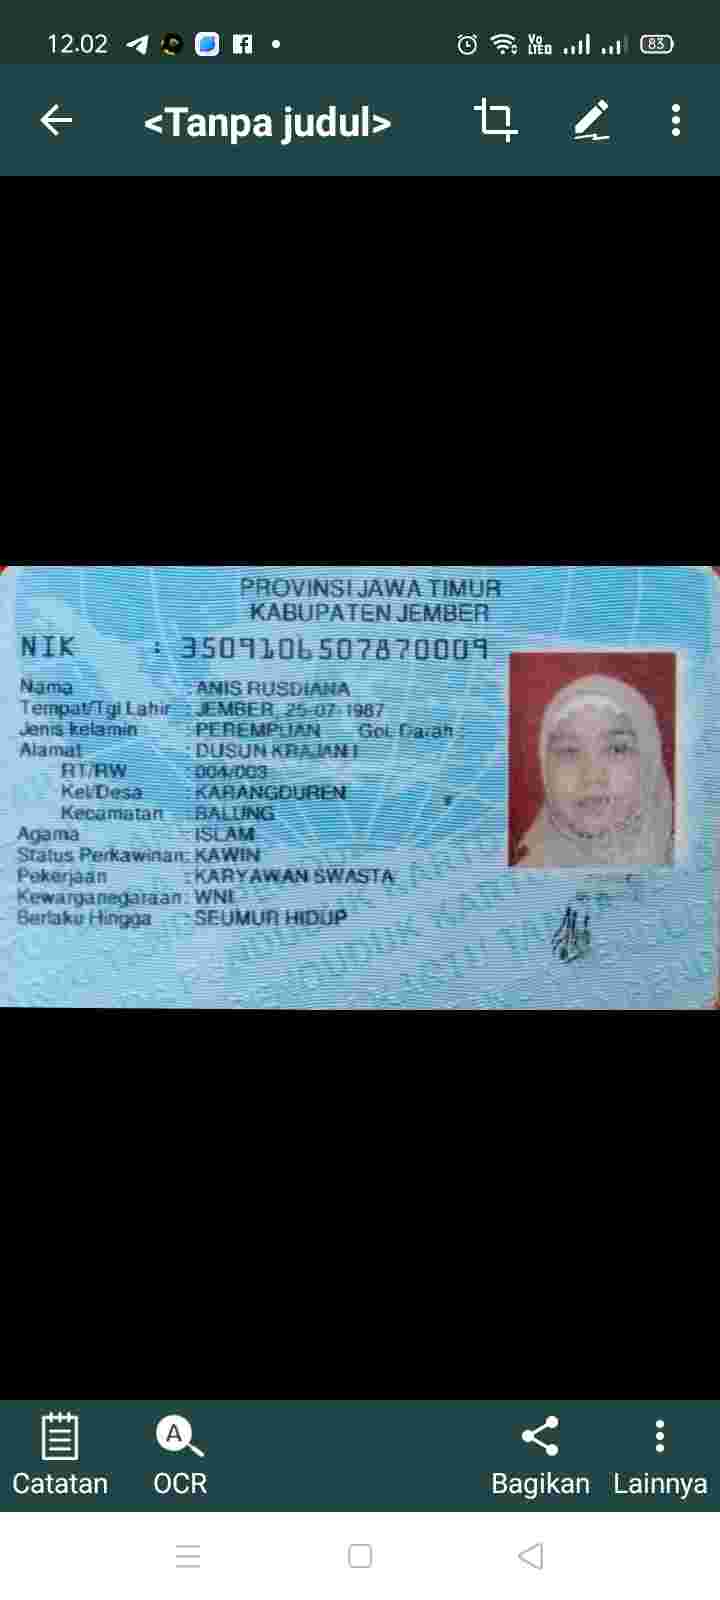 12.02
83
<Tanpa judul>
PROVINSI JAWA TIMUR
KABUPATEN JEMBER
NIK : 3509106507870009
Nama : ANIS RUSDIANA
Tempat/Tgl Lahir : JEMBER, 25-07-1987
Jenis kelamin : PEREMPUAN Gol. Darah :
Alamat : DUSUN KRAJAN I
RT/RW : 004/003
Kel/Desa : KARANGDUREN
Kecamatan : BALUNG
Agama : ISLAM
Status Perkawinan: KAWIN
Pekerjaan : KARYAWAN SWASTA
Kewarganegaraan: WNI
Berlaku Hingga : SEUMUR HIDUP
Catatan
OCR
Bagikan
Lainnya